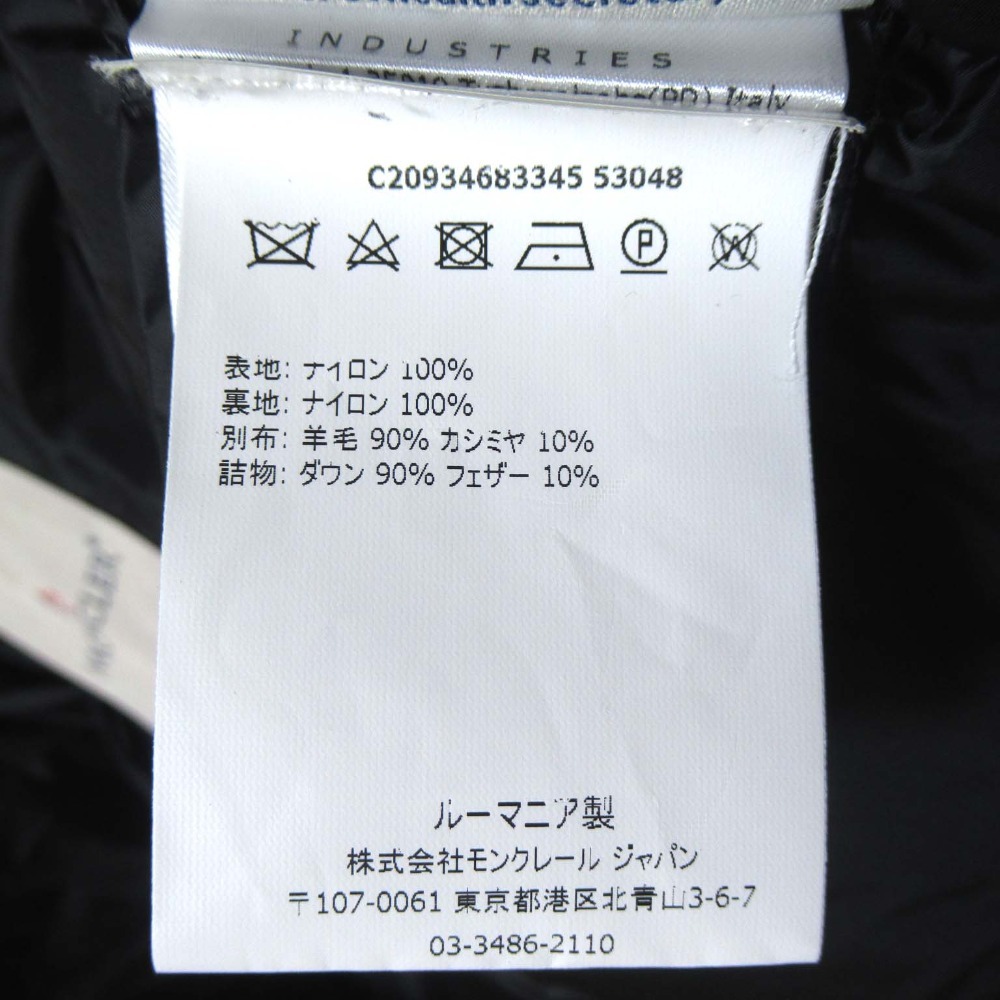 INDUSTRIES
Italy
C20934683345 53048
P
W
表地: ナイロン 100%
裏地: ナイロン 100%
別布: 羊毛 90% カシミヤ 10%
詰物: ダウン 90% フェザー 10%
MONCLER
ルーマニア製
株式会社モンクレール ジャパン
〒107-0061 東京都港区北青山3-6-7
03-3486-2110